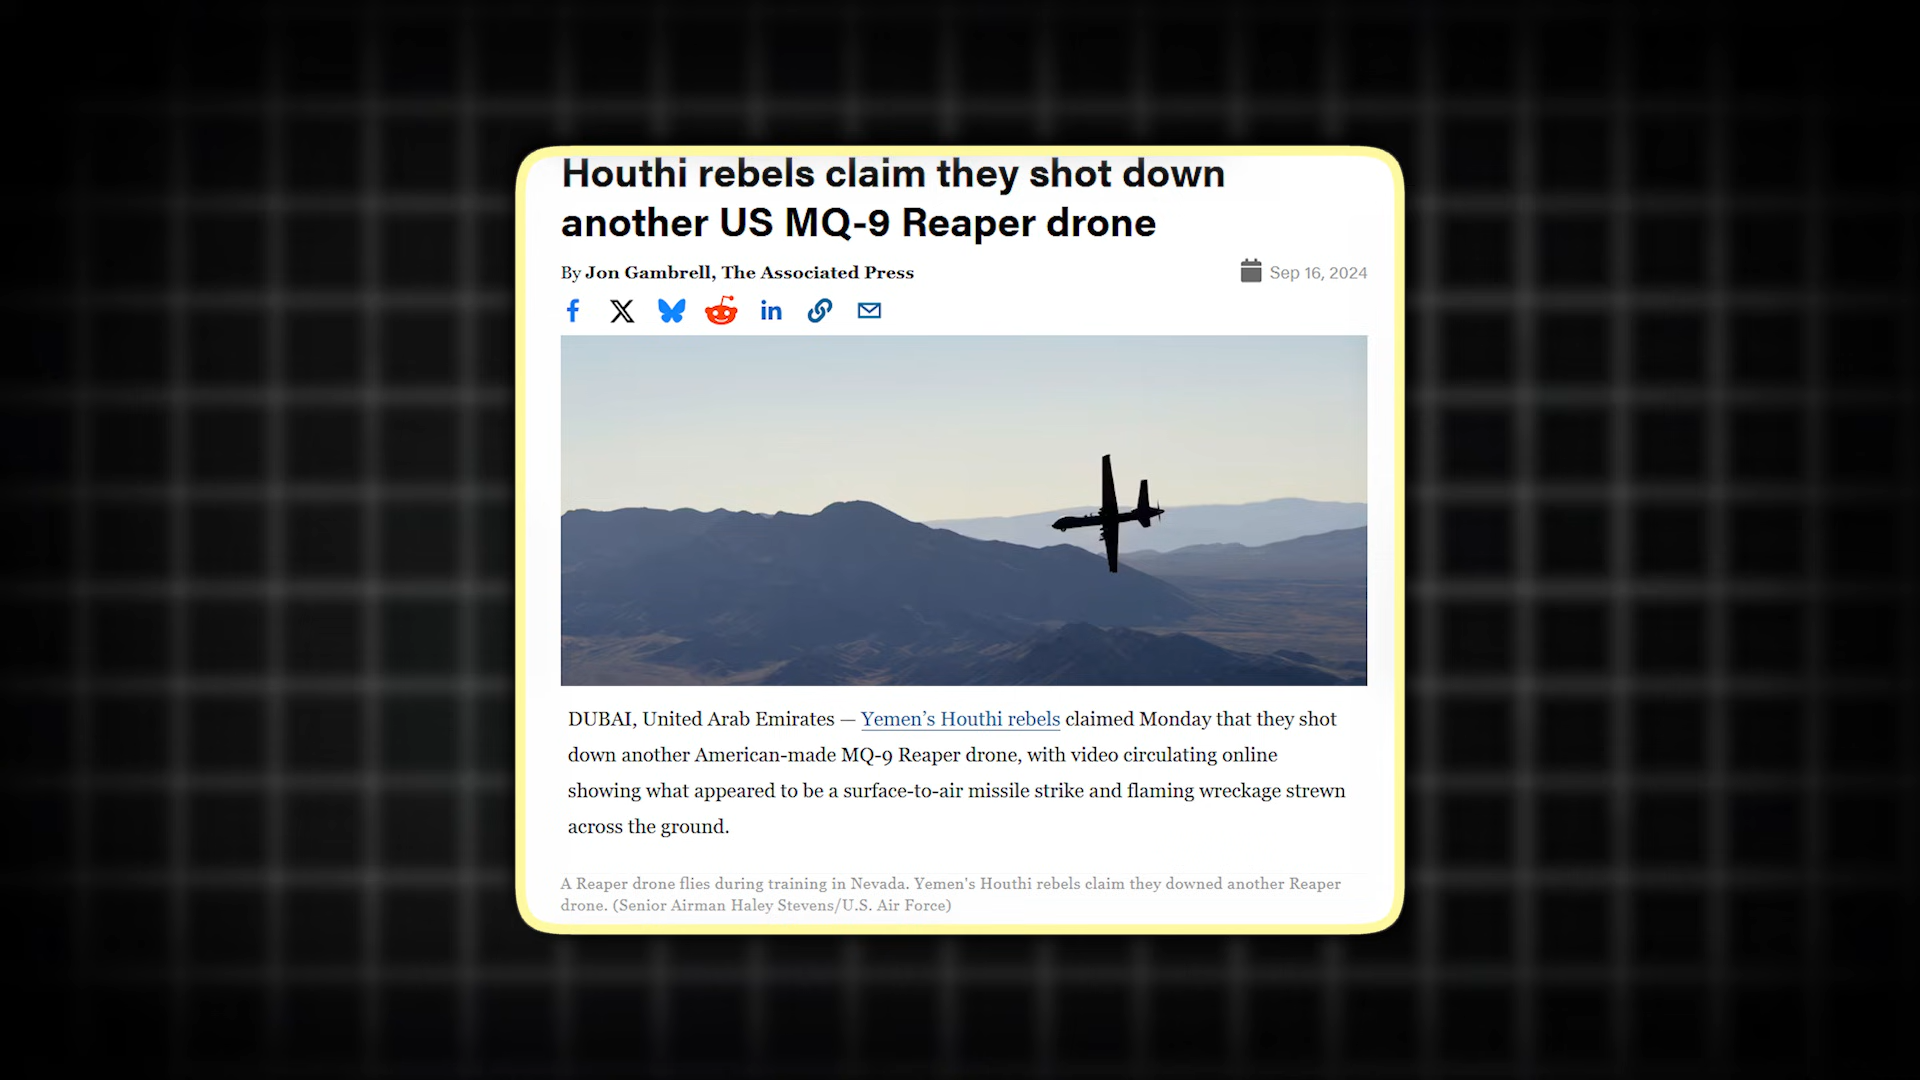 Houthi rebels claim they shot down
another US MQ-9 Reaper drone
By Jon Gambrell, The Associated Press
Sep 16, 2024
DUBAI, United Arab Emirates — Yemen’s Houthi rebels claimed Monday that they shot
down another American-made MQ-9 Reaper drone, with video circulating online
showing what appeared to be a surface-to-air missile strike and flaming wreckage strewn
across the ground.
A Reaper drone flies during training in Nevada. Yemen's Houthi rebels claim they downed another Reaper
drone. (Senior Airman Haley Stevens/U.S. Air Force)